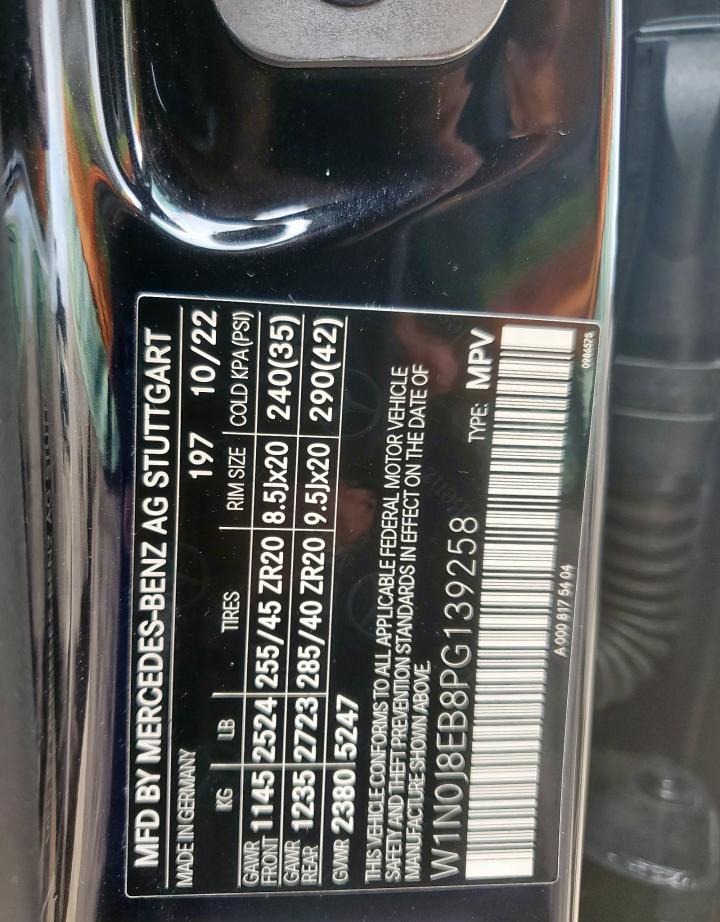 MFD BY MERCEDES-BENZ AG STUTTGART
MADE IN GERMANY 197 10/22
KG LB TIRES RIM SIZE COLD KPA(PSI)
GAWR FRONT 1145 2524 255/45 ZR20 8.5Jx20 240(35)
GAWR REAR 1235 2723 285/40 ZR20 9.5Jx20 290(42)
GVWR 2380 5247
THIS VEHICLE CONFORMS TO ALL APPLICABLE FEDERAL MOTOR VEHICLE
SAFETY AND THEFT PREVENTION STANDARDS IN EFFECT ON THE DATE OF
MANUFACTURE SHOWN ABOVE.
W1N0J8EB8PG139258 TYPE: MPV
A 000 817 54 04 0986575